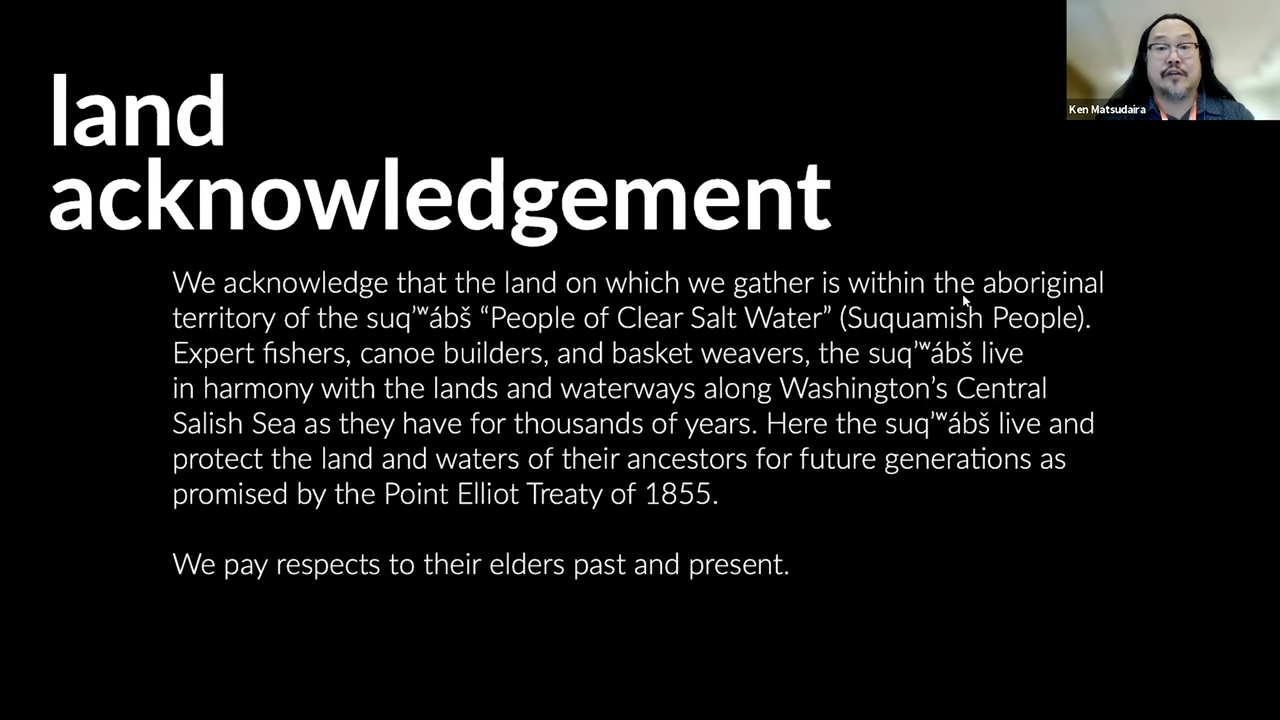 land
acknowledgement
We acknowledge that the land on which we gather is within the aboriginal
territory of the suq’ʷábš “People of Clear Salt Water” (Suquamish People).
Expert fishers, canoe builders, and basket weavers, the suq’ʷábš live
in harmony with the lands and waterways along Washington’s Central
Salish Sea as they have for thousands of years. Here the suq’ʷábš live and
protect the land and waters of their ancestors for future generations as
promised by the Point Elliot Treaty of 1855.
We pay respects to their elders past and present.
Ken Matsudaira